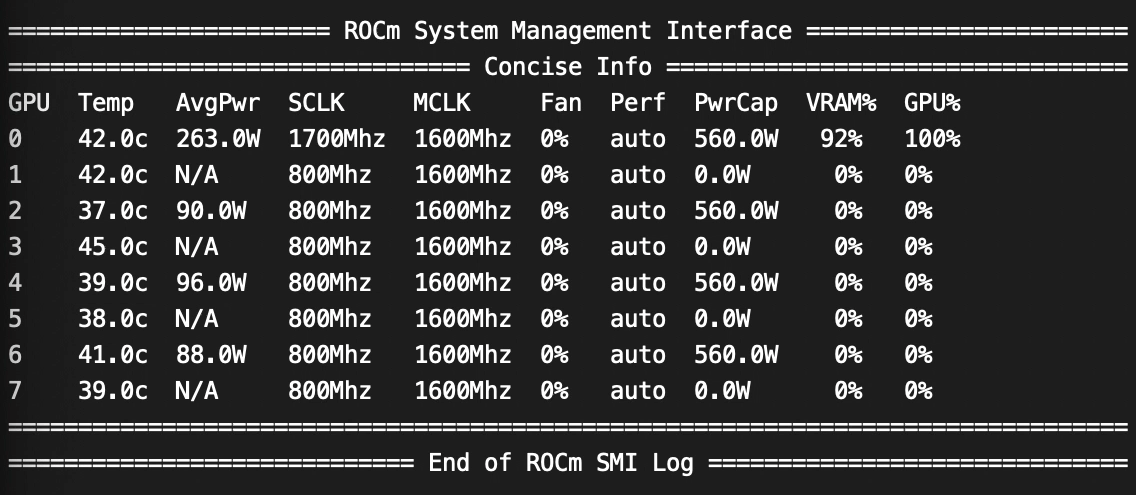 ======================= ROCm System Management Interface =======================
================================= Concise Info =================================
GPU  Temp   AvgPwr  SCLK     MCLK     Fan  Perf  PwrCap  VRAM%  GPU%
0    42.0c  263.0W  1700Mhz  1600Mhz  0%   auto  560.0W   92%   100%
1    42.0c  N/A     800Mhz   1600Mhz  0%   auto  0.0W      0%   0%
2    37.0c  90.0W   800Mhz   1600Mhz  0%   auto  560.0W    0%   0%
3    45.0c  N/A     800Mhz   1600Mhz  0%   auto  0.0W      0%   0%
4    39.0c  96.0W   800Mhz   1600Mhz  0%   auto  560.0W    0%   0%
5    38.0c  N/A     800Mhz   1600Mhz  0%   auto  0.0W      0%   0%
6    41.0c  88.0W   800Mhz   1600Mhz  0%   auto  560.0W    0%   0%
7    39.0c  N/A     800Mhz   1600Mhz  0%   auto  0.0W      0%   0%
================================================================================
============================= End of ROCm SMI Log ==============================